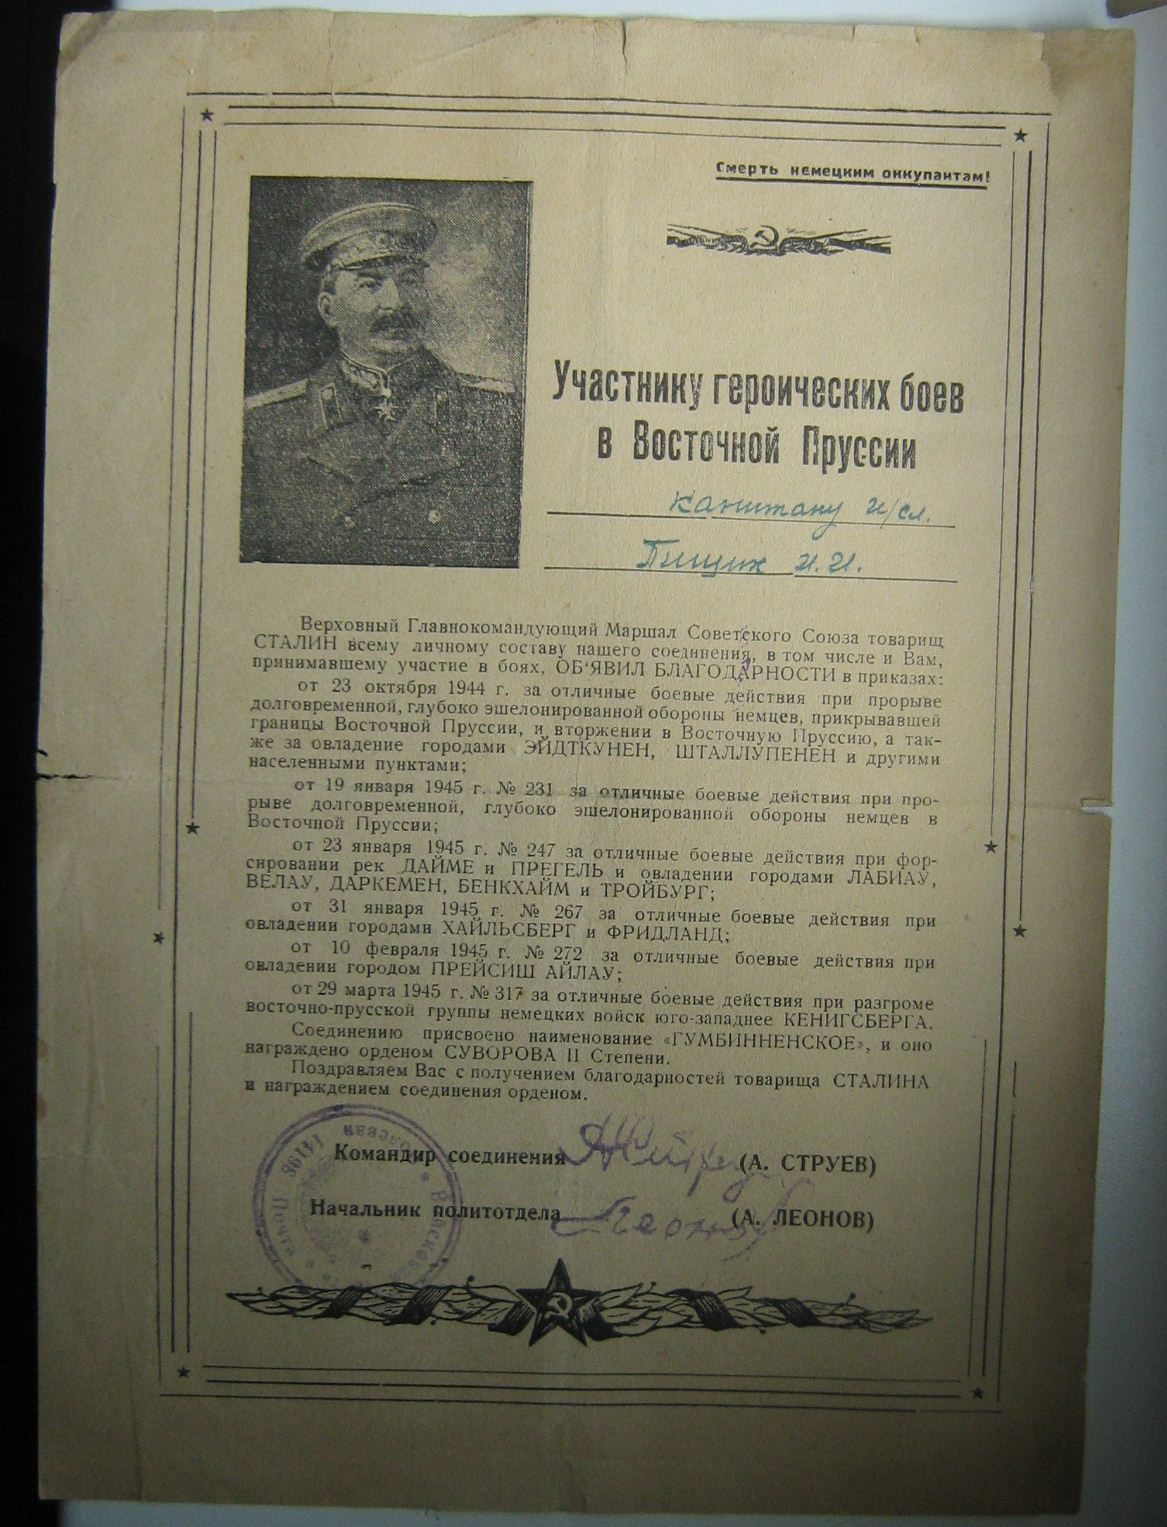 Смерть немецким оккупантам!
Участнику героических боев
в Восточной Пруссии
капитану и/сл.
Пищик И.И.
Верховный Главнокомандующий Маршал Советского Союза товарищ
СТАЛИН всему личному составу нашего соединения, в том числе и Вам,
принимавшему участие в боях, ОБ'ЯВИЛ БЛАГОДАРНОСТИ в приказах:
от 23 октября 1944 г. за отличные боевые действия при прорыве
долговременной, глубоко эшелонированной обороны немцев, прикрывавшей
границы Восточной Пруссии, и вторжении в Восточную Пруссию, а так-
же за овладение городами ЭЙДТКУНЕН, ШТАЛЛУПЕНЕН и другими
населенными пунктами;
от 19 января 1945 г. № 231 за отличные боевые действия при про-
рыве долговременной, глубоко эшелонированной обороны немцев в
Восточной Пруссии;
от 23 января 1945 г. № 247 за отличные боевые действия при фор-
сировании рек ДАЙМЕ и ПРЕГЕЛЬ и овладении городами ЛАБИАУ,
ВЕЛАУ, ДАРКЕМЕН, БЕНКХАЙМ и ТРОЙБУРГ;
от 31 января 1945 г. № 267 за отличные боевые действия при
овладении городами ХАЙЛЬСБЕРГ и ФРИДЛАНД;
от 10 февраля 1945 г. № 272 за отличные боевые действия при
овладении городом ПРЕЙСИШ АЙЛАУ;
от 29 марта 1945 г. № 317 за отличные боевые действия при разгроме
восточно-прусской группы немецких войск юго-западнее КЕНИГСБЕРГА.
Соединению присвоено наименование «ГУМБИННЕНСКОЕ», и оно
награждено орденом СУВОРОВА II Степени.
Поздравляем Вас с получением благодарностей товарища СТАЛИНА
и награждением соединения орденом.
Командир соединения (А. СТРУЕВ)
Начальник политотдела Леонов (А. ЛЕОНОВ)
Полевая